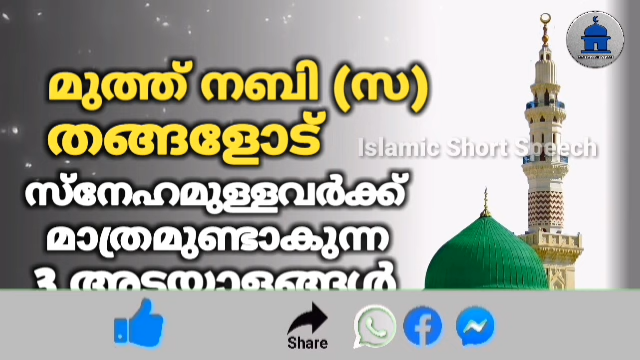 മുത്ത് നബി (സ)
തങ്ങളോട്
Islamic Short Speech
സ്നേഹമുള്ളവർക്ക്
മാത്രമുണ്ടാകുന്ന
3 അടയാളങ്ങൾ
Share